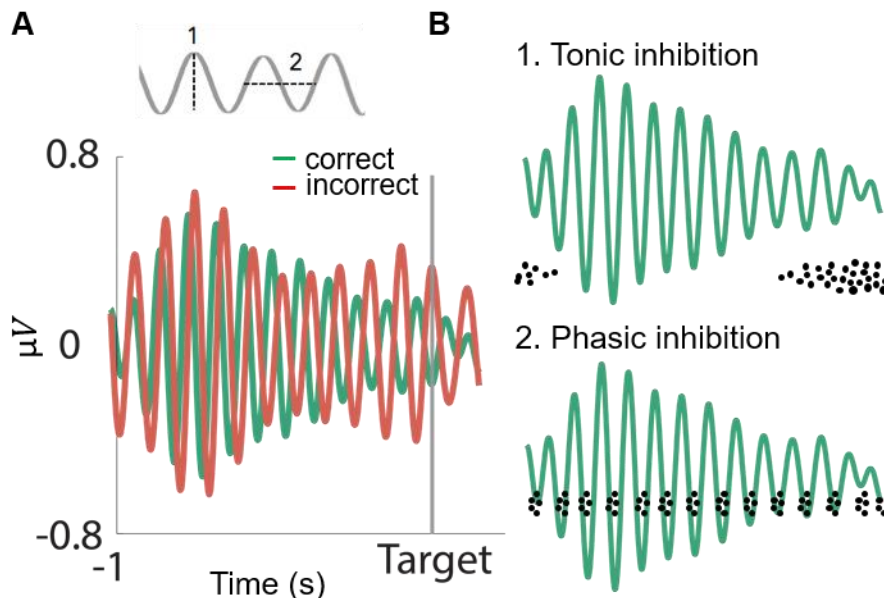 A
1
2
0.8
correct
incorrect
μV
0
-0.8
-1
Target
Time (s)
B
1. Tonic inhibition
2. Phasic inhibition